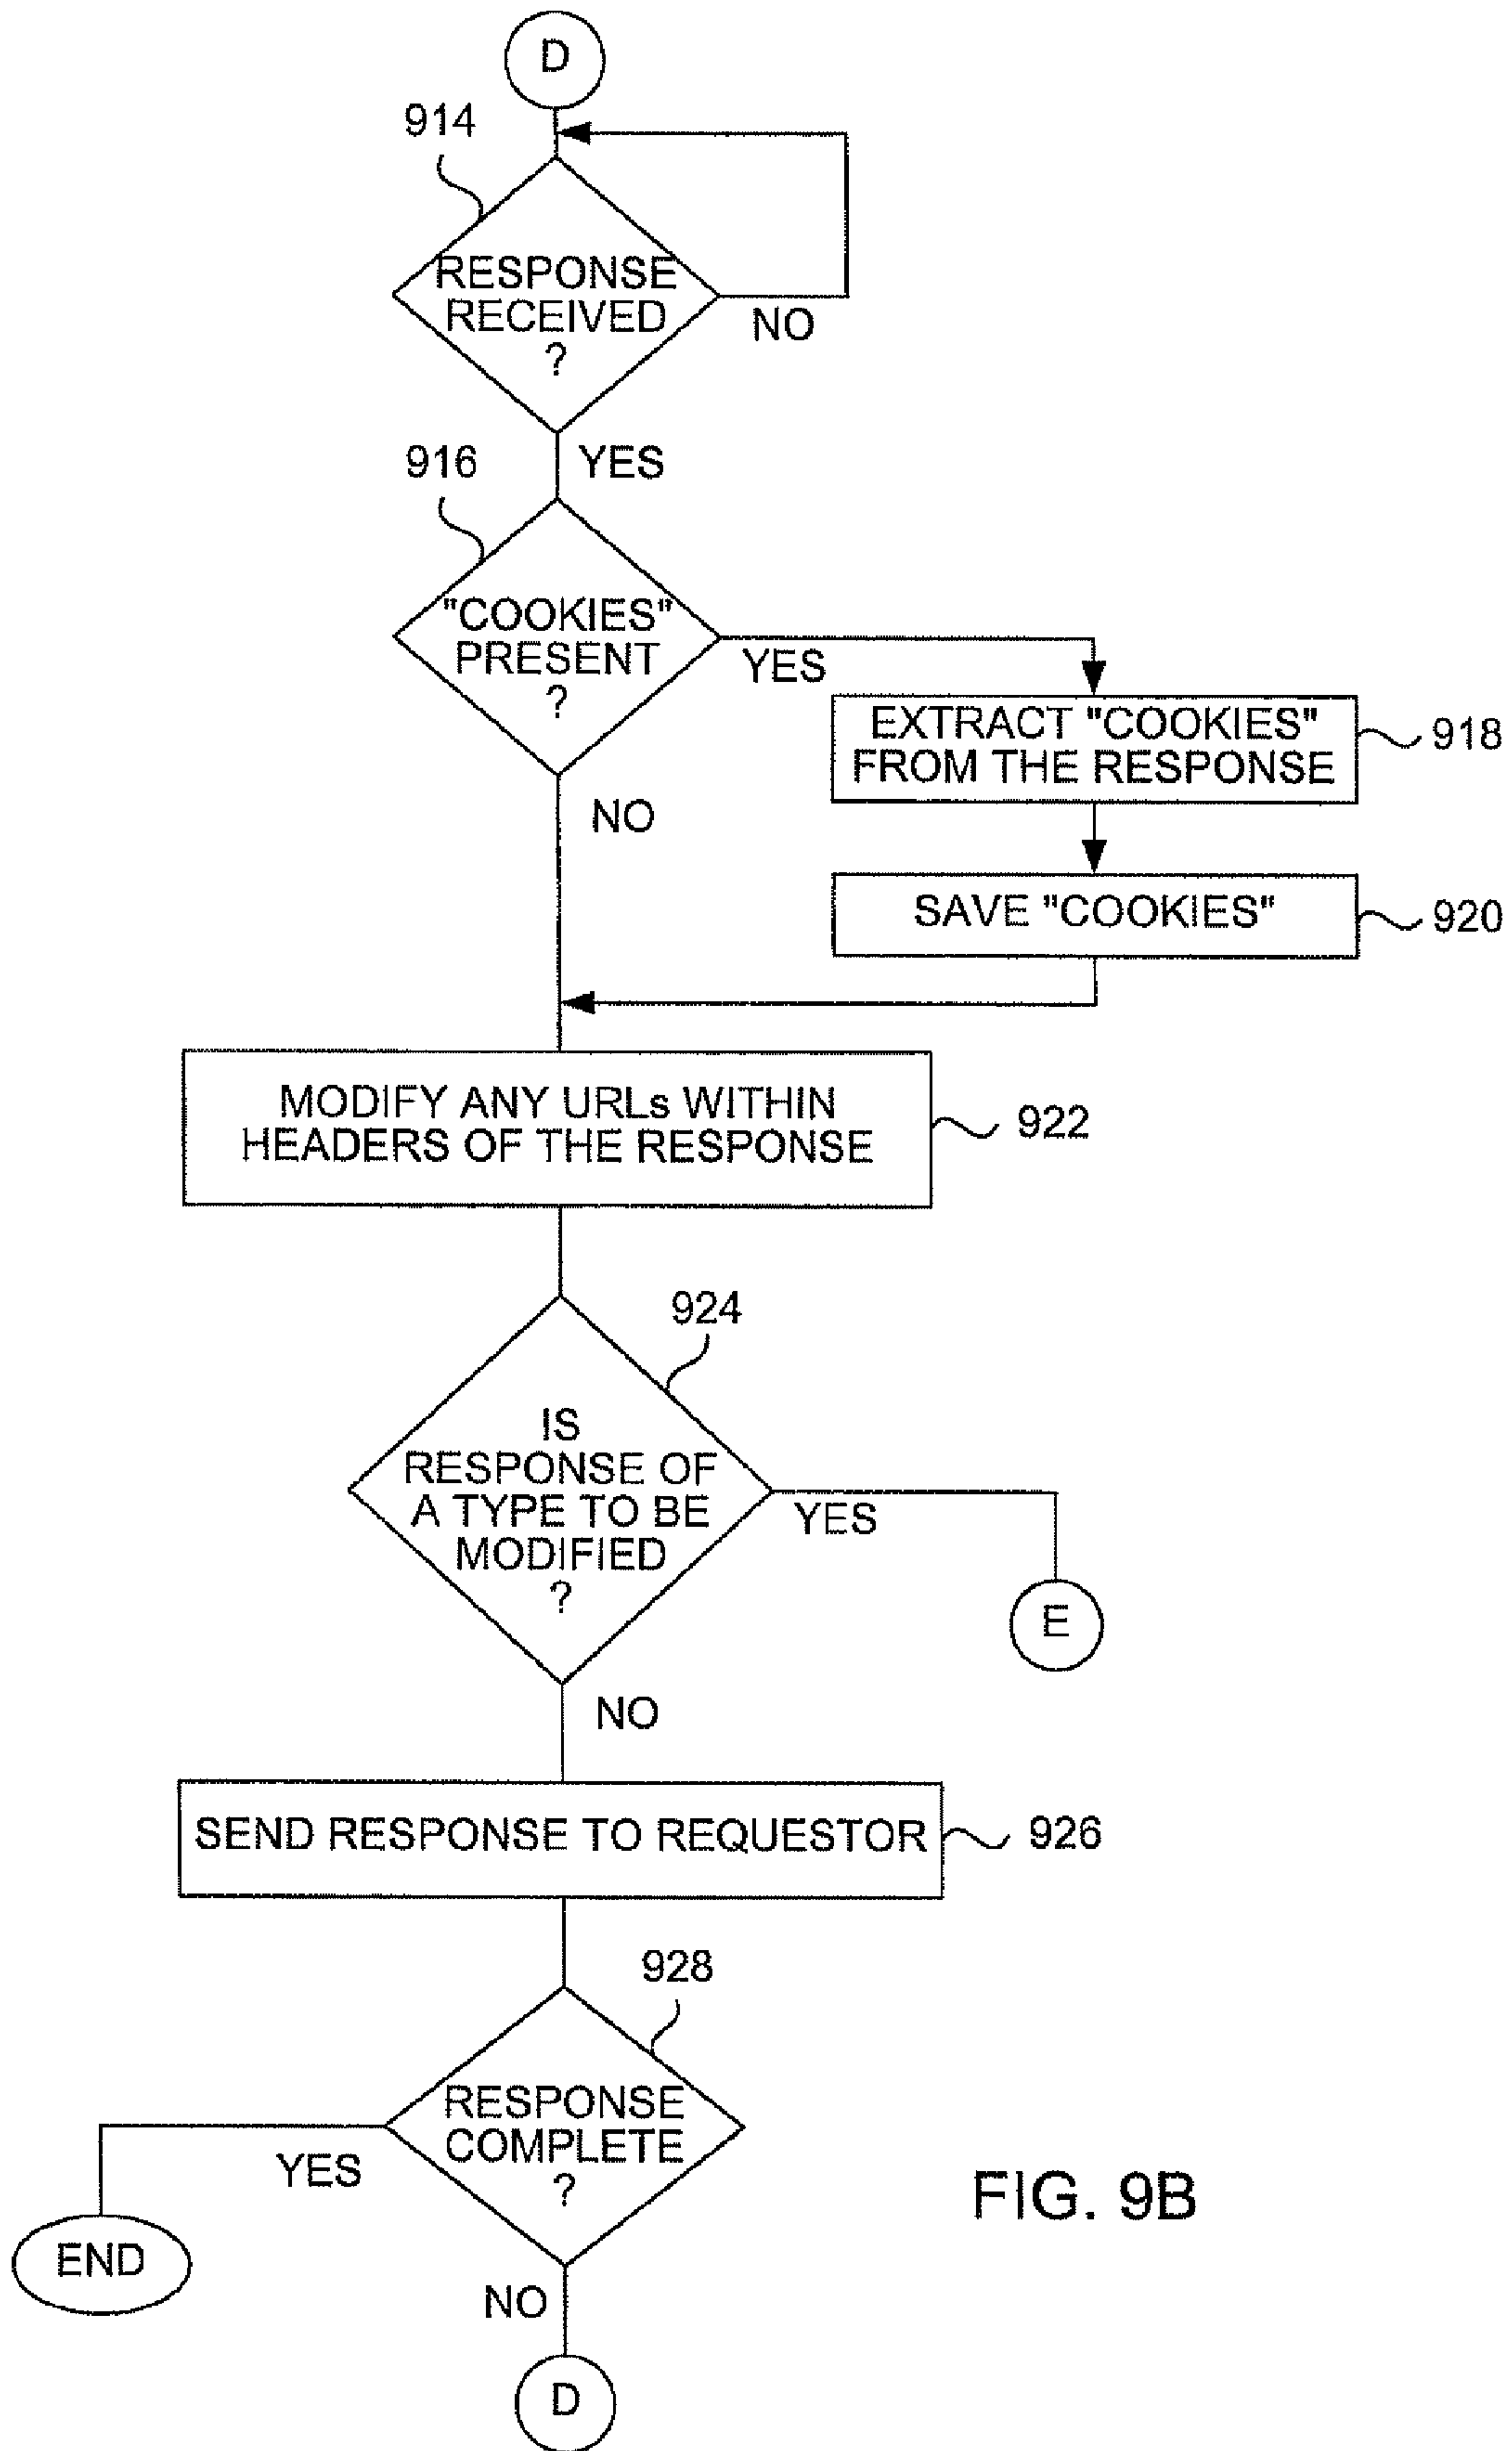 D
914
RESPONSE
RECEIVED
?
NO
YES
916
"COOKIES"
PRESENT
?
YES
NO
EXTRACT "COOKIES"
FROM THE RESPONSE
918
SAVE "COOKIES"
920
MODIFY ANY URLs WITHIN
HEADERS OF THE RESPONSE
922
924
IS
RESPONSE OF
A TYPE TO BE
MODIFIED
?
YES
E
NO
SEND RESPONSE TO REQUESTOR
926
928
RESPONSE
COMPLETE
?
YES
END
NO
D
FIG. 9B